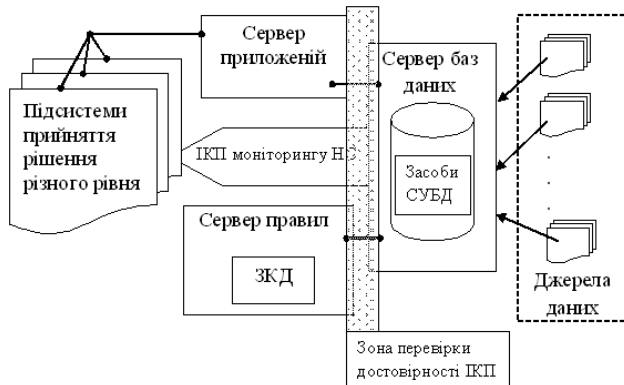 Сервер
приложеній
Сервер баз
даних
Підсистеми
прийняття
рішення
різного рівня
ІКП моніторингу НС
Засоби
СУБД
Сервер правил
ЗКД
Джерела
даних
Зона перевірки
достовірності ІКП